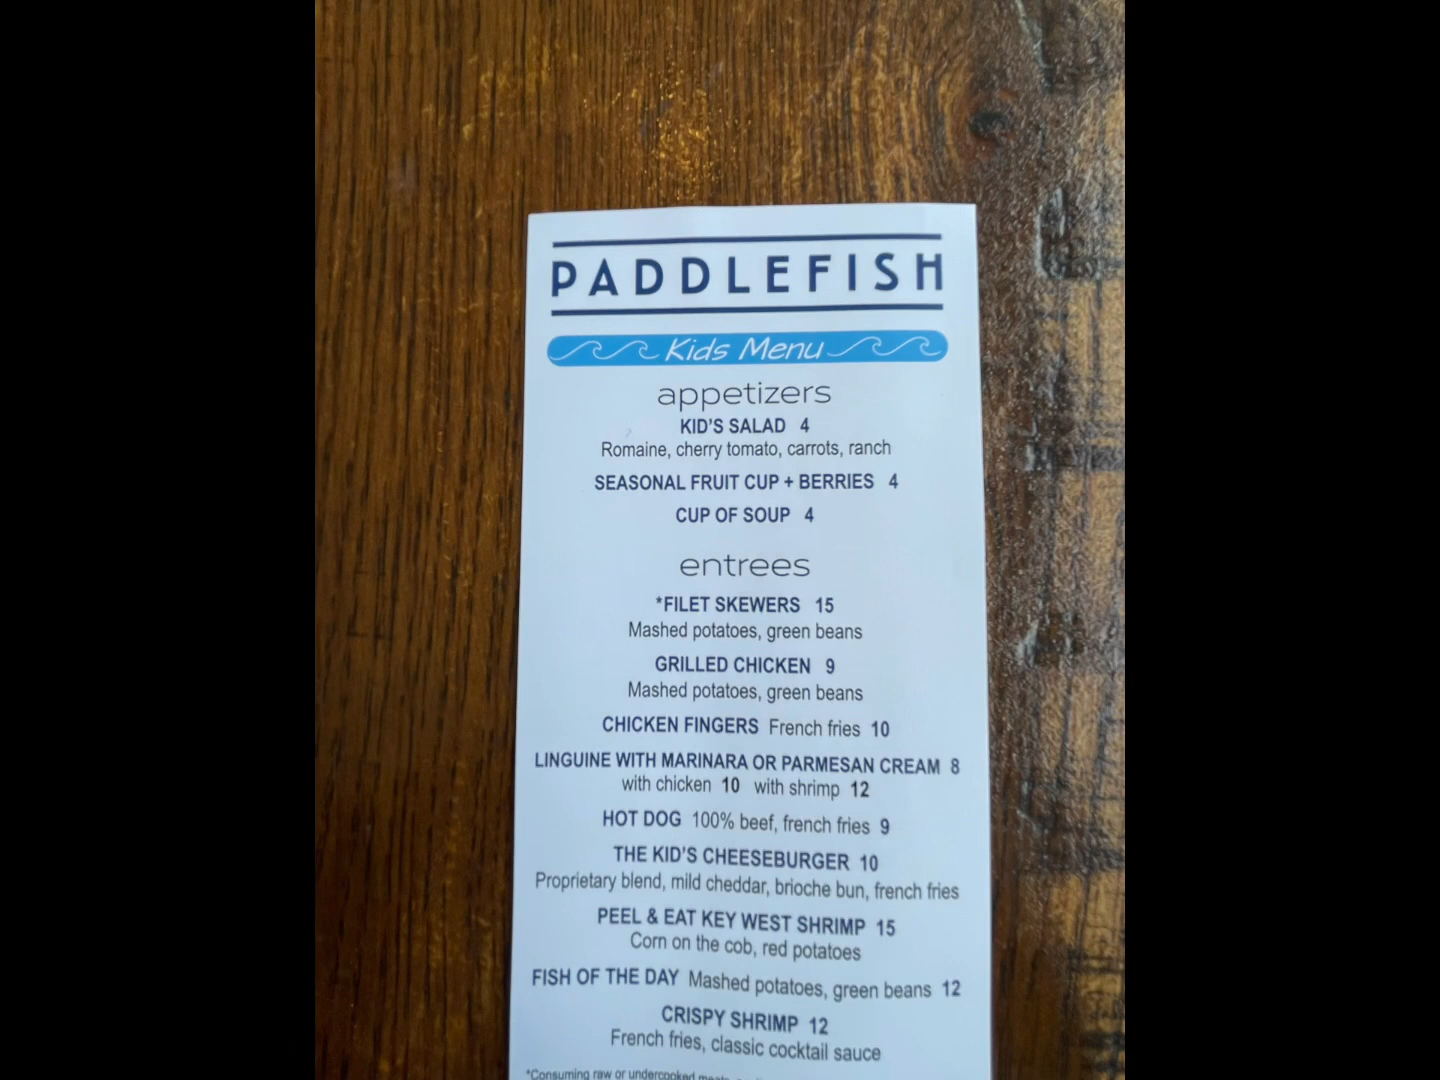 PADDLEFISH
Kids Menu
appetizers
KID'S SALAD 4
Romaine, cherry tomato, carrots, ranch
SEASONAL FRUIT CUP + BERRIES 4
CUP OF SOUP 4
entrees
*FILET SKEWERS 15
Mashed potatoes, green beans
GRILLED CHICKEN 9
Mashed potatoes, green beans
CHICKEN FINGERS French fries 10
LINGUINE WITH MARINARA OR PARMESAN CREAM 8
with chicken 10 with shrimp 12
HOT DOG 100% beef, french fries 9
THE KID'S CHEESEBURGER 10
Proprietary blend, mild cheddar, brioche bun, french fries
PEEL & EAT KEY WEST SHRIMP 15
Corn on the cob, red potatoes
FISH OF THE DAY Mashed potatoes, green beans 12
CRISPY SHRIMP 12
French fries, classic cocktail sauce
*Consuming raw or undercooked meats,